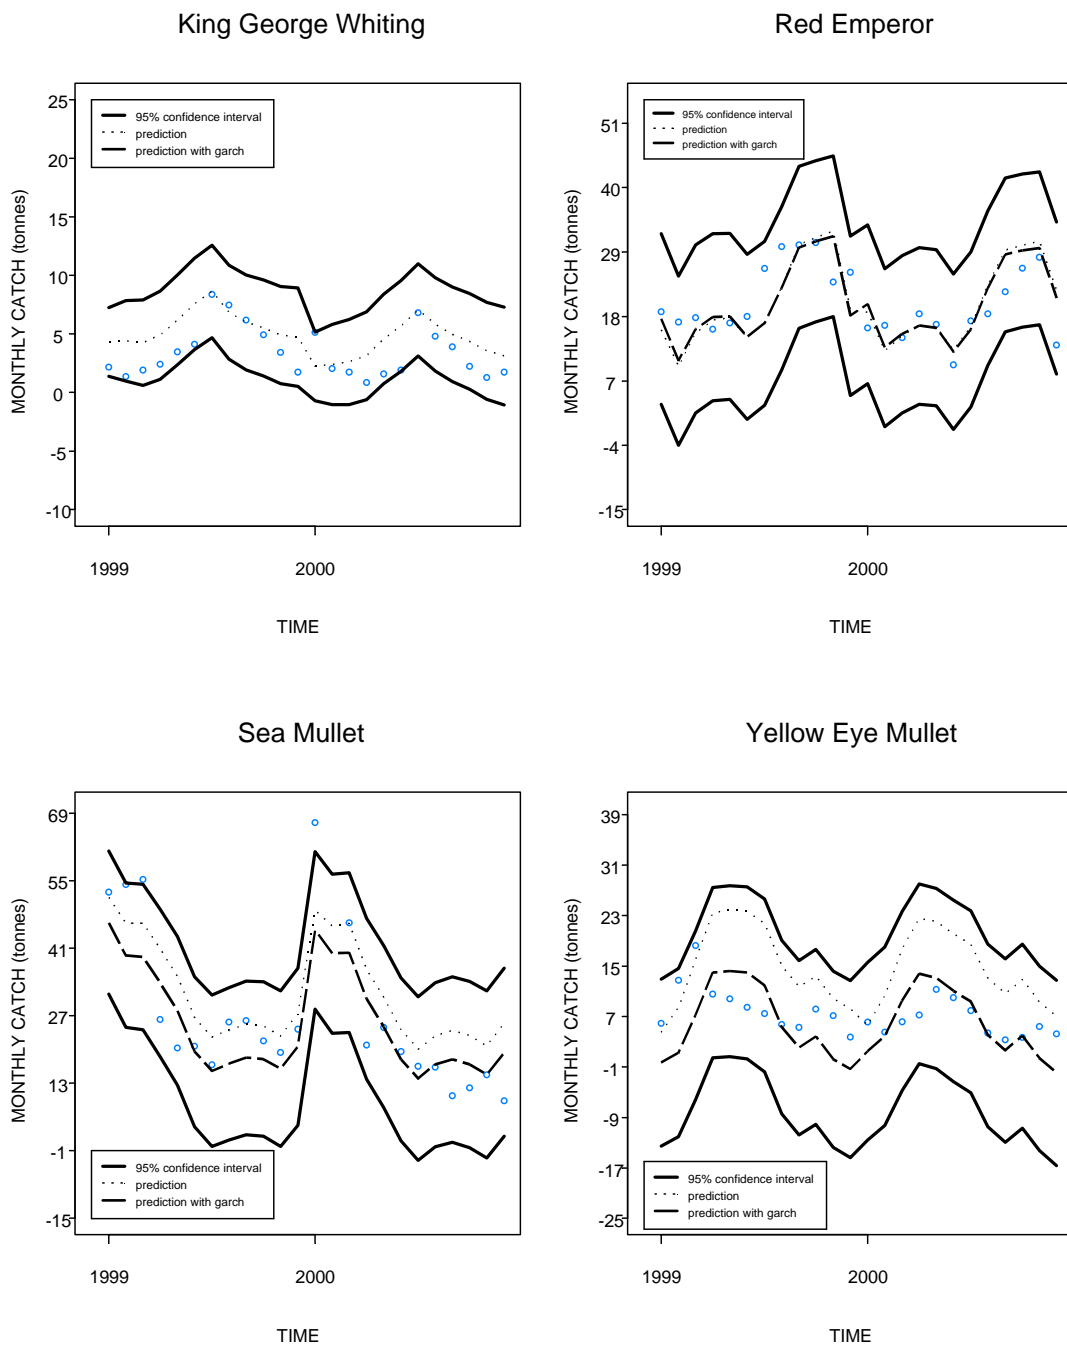 King George Whiting
25
20
15
10
5
0
-5
-10
MONTHLY CATCH (tonnes)
95% confidence interval
prediction
prediction with garch
1999
2000
TIME
Red Emperor
51
40
29
18
7
-4
-15
MONTHLY CATCH (tonnes)
95% confidence interval
prediction
prediction with garch
1999
2000
TIME
Sea Mullet
69
55
41
27
13
-1
-15
MONTHLY CATCH (tonnes)
95% confidence interval
prediction
prediction with garch
1999
2000
TIME
Yellow Eye Mullet
39
31
23
15
7
-1
-9
-17
-25
MONTHLY CATCH (tonnes)
95% confidence interval
prediction
prediction with garch
1999
2000
TIME